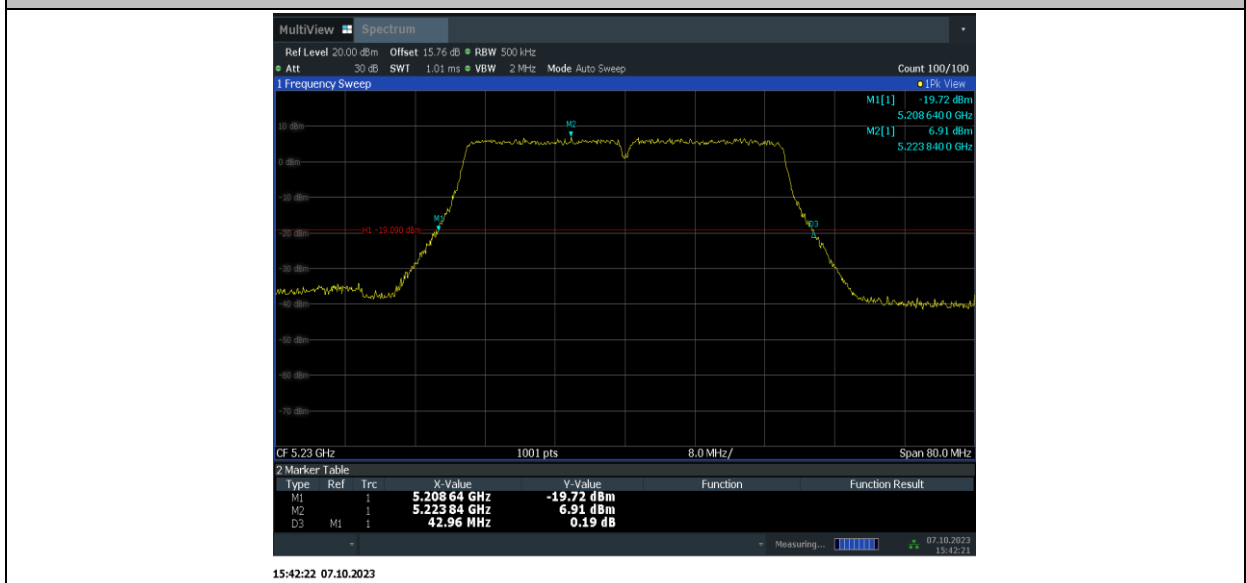 MultiView Spectrum
Ref Level 20.00 dBm Offset 15.76 dB RBW 500 kHz
Att 30 dB SWT 1.01 ms VBW 2 MHz Mode Auto Sweep Count 100/100
1 Frequency Sweep 1Pk View
M1[1] -19.72 dBm
5.208 640 0 GHz
M2[1] 6.91 dBm
5.223 840 0 GHz
M2
10 dBm
0 dBm
-10 dBm
M1
D3
H1 -19.090 dBm
-20 dBm
-30 dBm
-40 dBm
-50 dBm
-60 dBm
-70 dBm
CF 5.23 GHz 1001 pts 8.0 MHz/ Span 80.0 MHz
2 Marker Table
Type Ref Trc X-Value Y-Value Function Function Result
M1 1 5.208 64 GHz -19.72 dBm
M2 1 5.223 84 GHz 6.91 dBm
D3 M1 1 42.96 MHz 0.19 dB
Measuring... 07.10.2023
15:42:21
15:42:22 07.10.2023